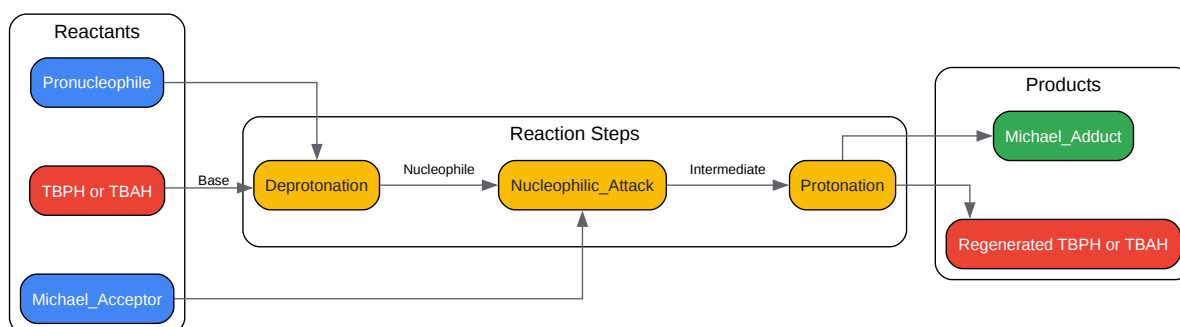 Reactants
Pronucleophile
TBPH or TBAH
Michael_Acceptor
Base
Reaction Steps
Deprotonation
Nucleophile
Nucleophilic_Attack
Intermediate
Protonation
Products
Michael_Adduct
Regenerated TBPH or TBAH